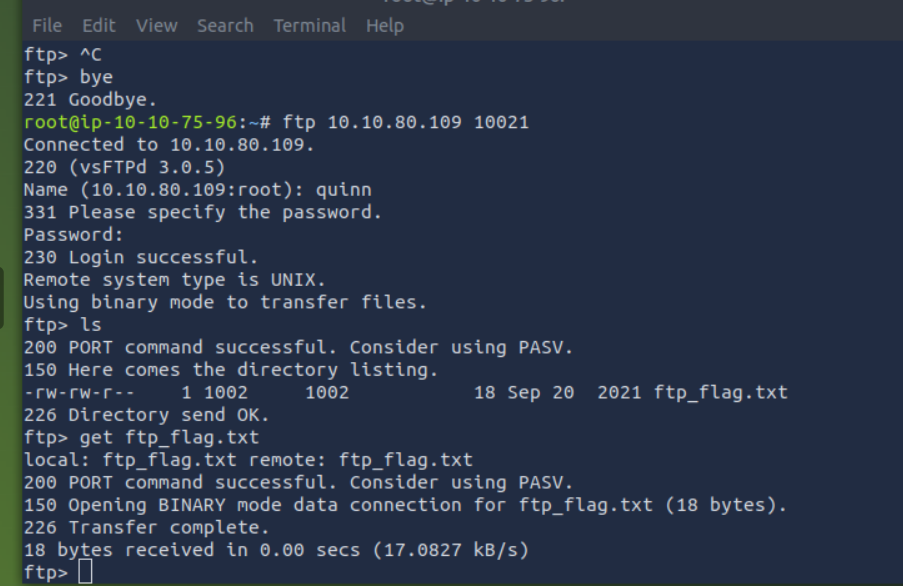 File Edit View Search Terminal Help
ftp> ^C
ftp> bye
221 Goodbye.
root@ip-10-10-75-96:~# ftp 10.10.80.109 10021
Connected to 10.10.80.109.
220 (vsFTPd 3.0.5)
Name (10.10.80.109:root): quinn
331 Please specify the password.
Password:
230 Login successful.
Remote system type is UNIX.
Using binary mode to transfer files.
ftp> ls
200 PORT command successful. Consider using PASV.
150 Here comes the directory listing.
-rw-rw-r--    1 1002     1002           18 Sep 20  2021 ftp_flag.txt
226 Directory send OK.
ftp> get ftp_flag.txt
local: ftp_flag.txt remote: ftp_flag.txt
200 PORT command successful. Consider using PASV.
150 Opening BINARY mode data connection for ftp_flag.txt (18 bytes).
226 Transfer complete.
18 bytes received in 0.00 secs (17.0827 kB/s)
ftp>